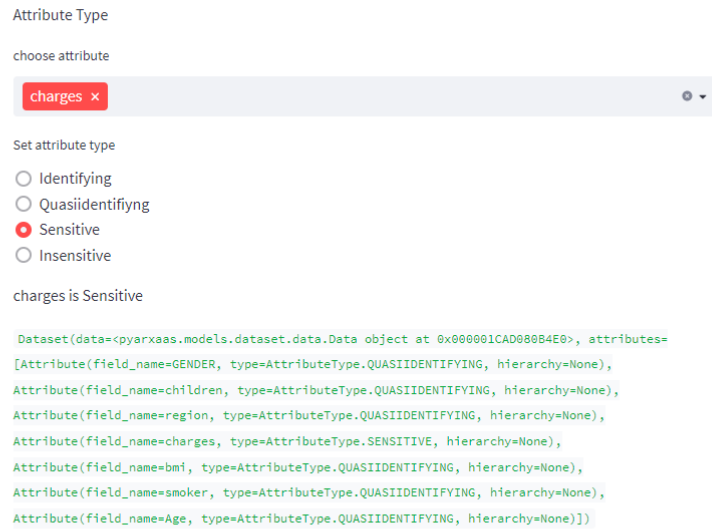 Attribute Type
choose attribute
charges ×
Set attribute type
Identifying
Quasiidentifiyng
Sensitive
Insensitive
charges is Sensitive
Dataset(data=<pyarxaas.models.dataset.data.Data object at 0x000001CAD080B4E0>, attributes=
[Attribute(field_name=GENDER, type=AttributeType.QUASIIDENTIFYING, hierarchy=None),
Attribute(field_name=children, type=AttributeType.QUASIIDENTIFYING, hierarchy=None),
Attribute(field_name=region, type=AttributeType.QUASIIDENTIFYING, hierarchy=None),
Attribute(field_name=charges, type=AttributeType.SENSITIVE, hierarchy=None),
Attribute(field_name=bmi, type=AttributeType.QUASIIDENTIFYING, hierarchy=None),
Attribute(field_name=smoker, type=AttributeType.QUASIIDENTIFYING, hierarchy=None),
Attribute(field_name=Age, type=AttributeType.QUASIIDENTIFYING, hierarchy=None)])